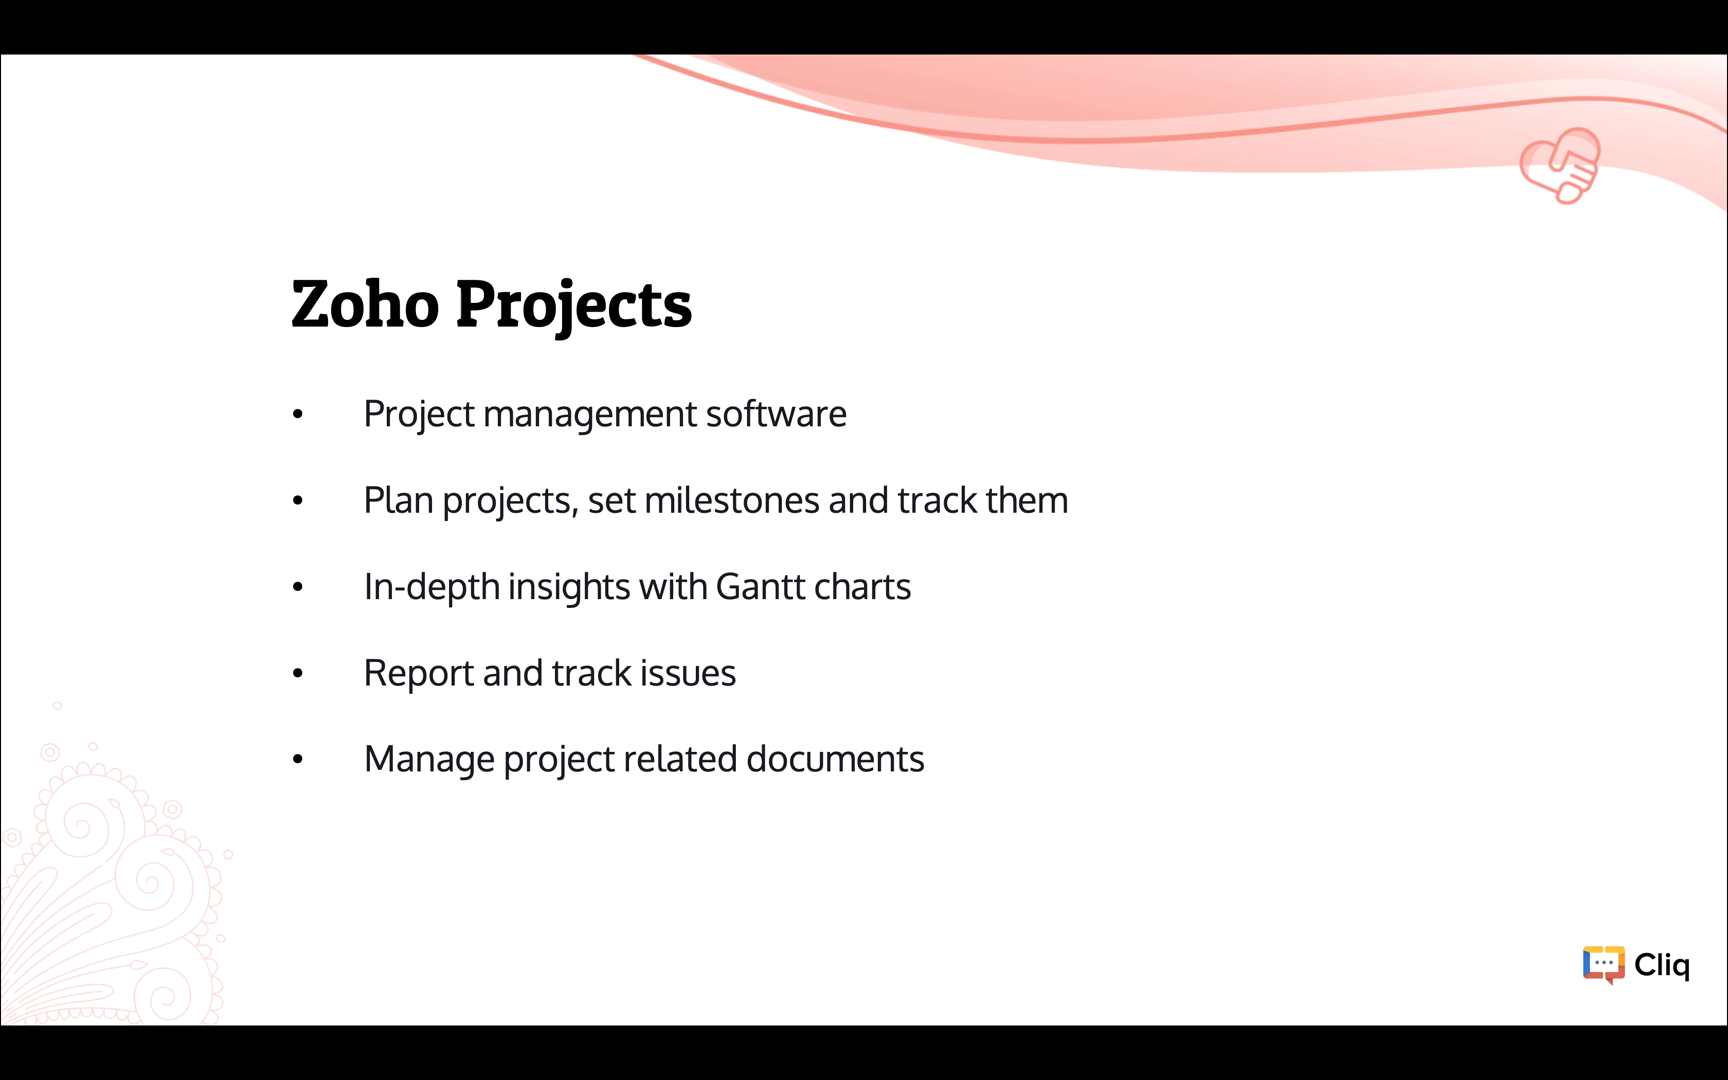 Zoho Projects
• Project management software
• Plan projects, set milestones and track them
• In-depth insights with Gantt charts
• Report and track issues
• Manage project related documents
Cliq